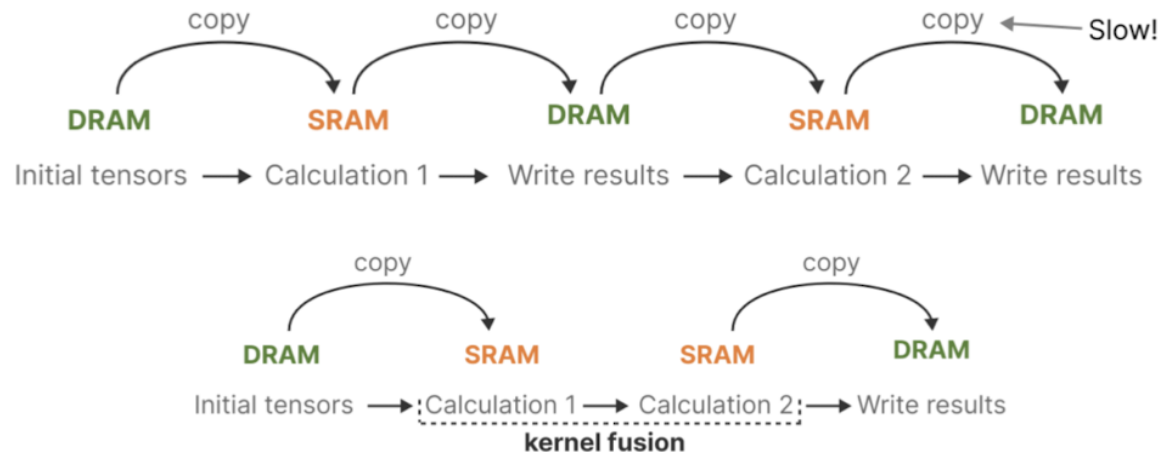 copy copy copy copy Slow!
DRAM SRAM DRAM SRAM DRAM
Initial tensors Calculation 1 Write results Calculation 2 Write results
copy copy
DRAM SRAM SRAM DRAM
Initial tensors Calculation 1 Calculation 2 Write results
kernel fusion